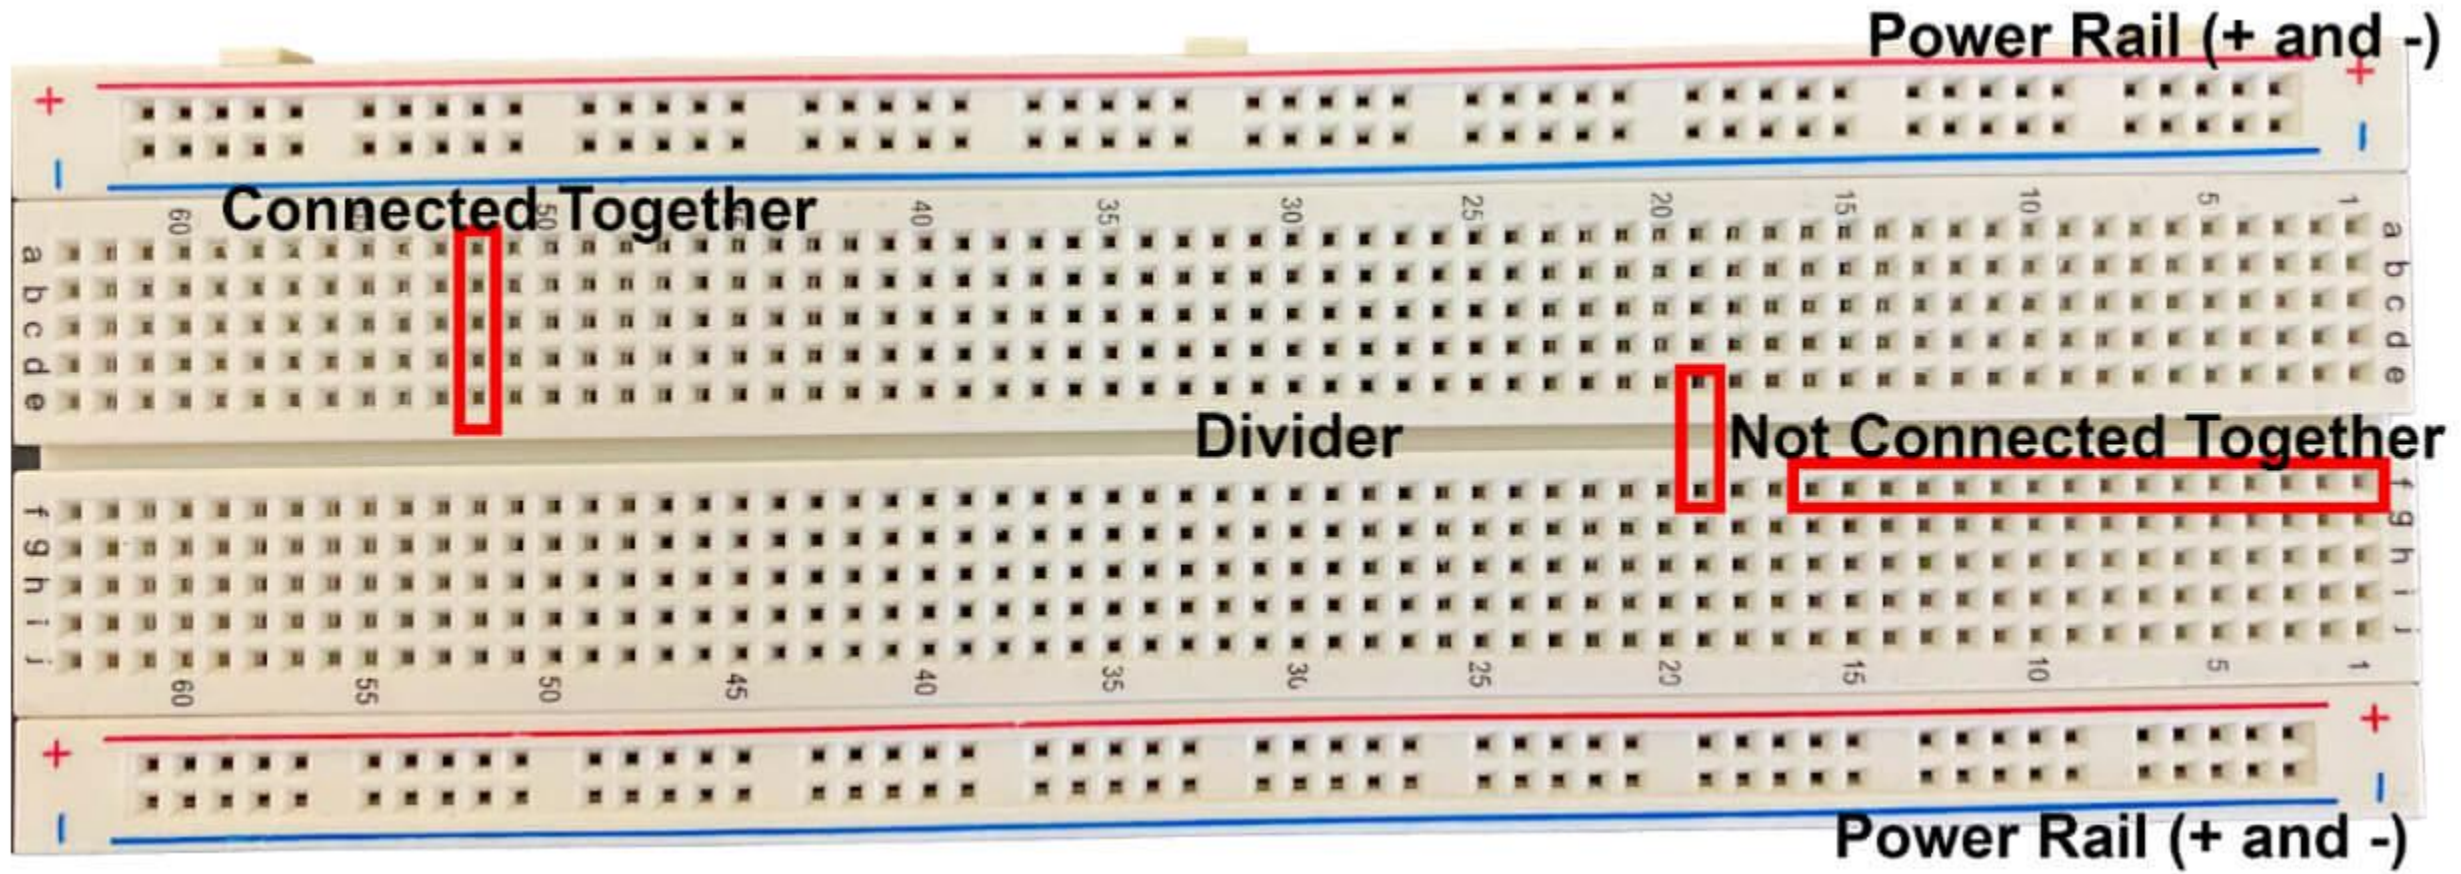 Power Rail (+ and -)
+ +
- -
Connected Together
60 50 40 35 30 25 20 15 10 5 1
a a
b b
c c
d d
e e
Divider
Not Connected Together
f f
g g
h h
i i
j j
60 55 50 45 40 35 30 25 20 15 10 5 1
+ +
- -
Power Rail (+ and -)